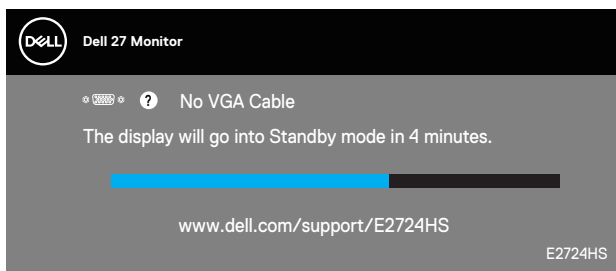 DELL
Dell 27 Monitor
? No VGA Cable
The display will go into Standby mode in 4 minutes.
www.dell.com/support/E2724HS
E2724HS